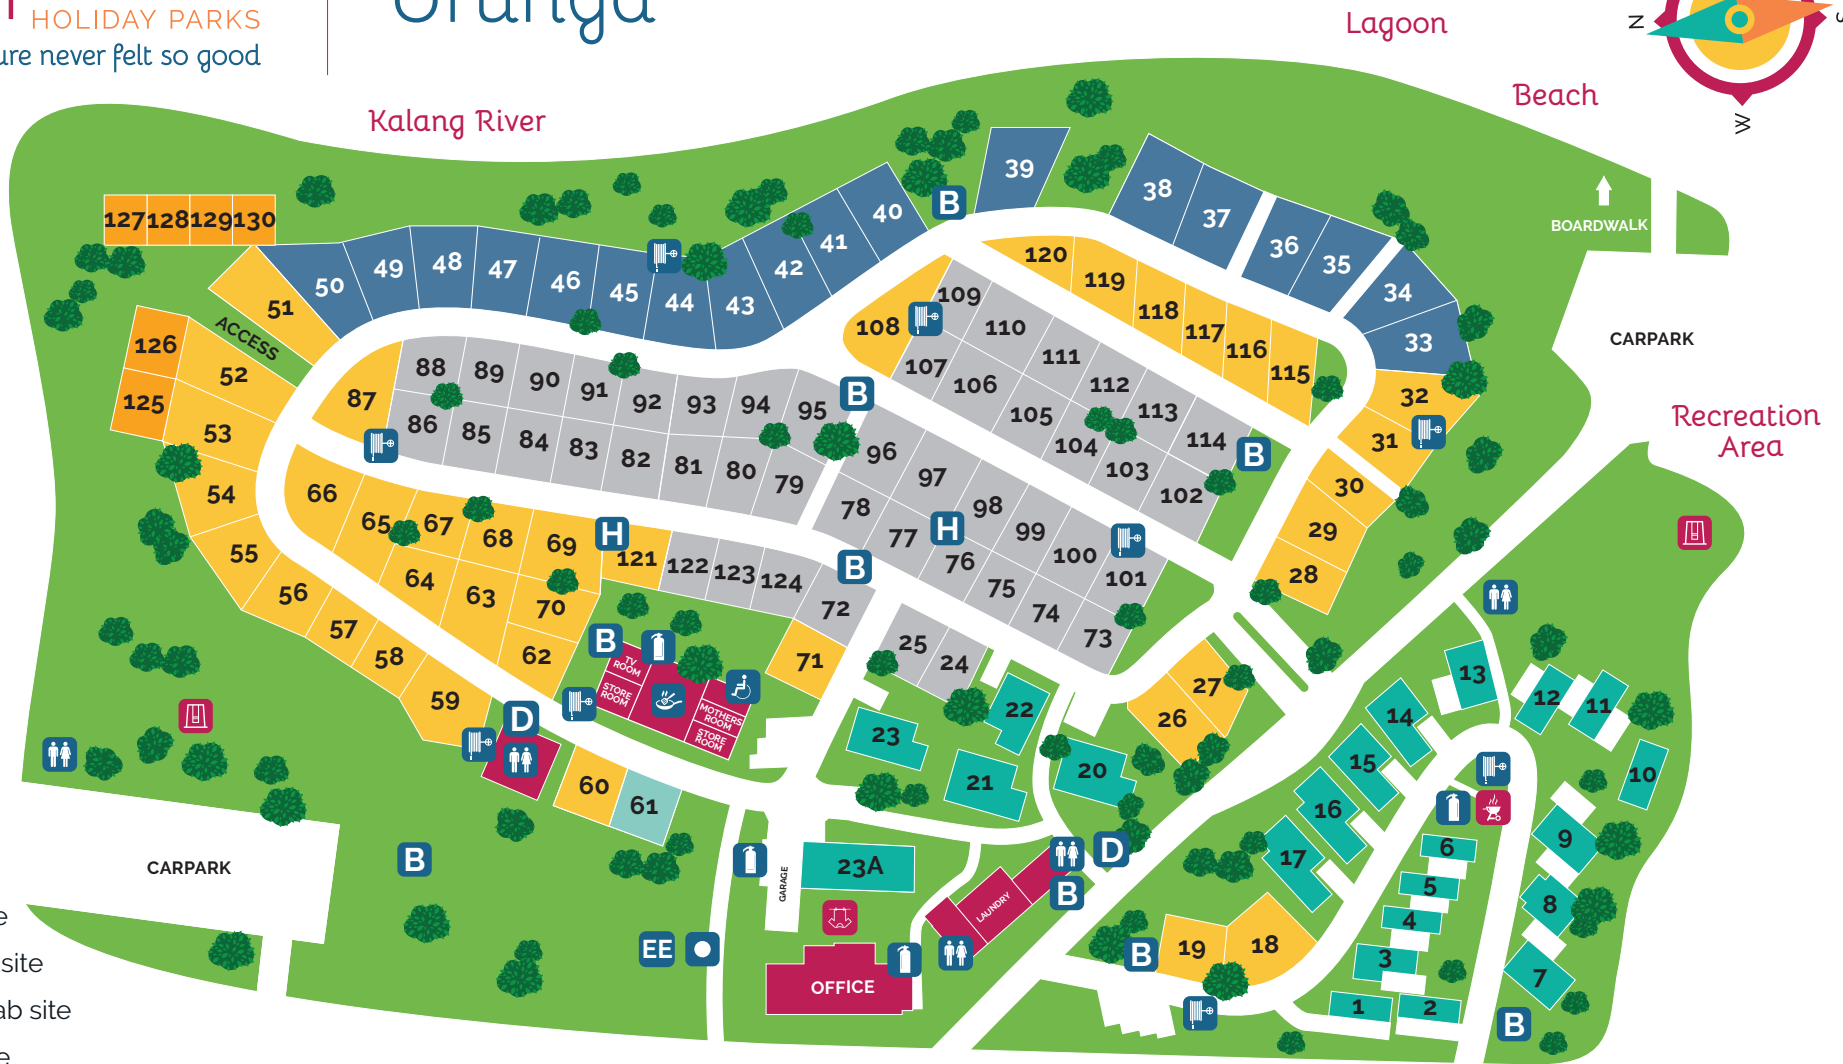 HOLIDAY PARKS
ure never felt so good
Urunga
Lagoon
N
S
W
Beach
Kalang River
BOARDWALK
CARPARK
Recreation
Area
127 128 129 130
126
125
ACCESS
51 50 49 48 47 46 45 44 43 42 41 40
39
38 37 36 35 34 33
32 31 30 29 28
52
53
54
55
56
57
58
59
60
61
87
88 89 90 91 92 93 94 95
86 85 84 83 82 81 80 79
108
109 110 111 112 113 114
107 106 105 104 103 102
120 119 118 117 116 115
96 97 98 99 100 101
78 77 76 75 74 73
66 65 67 68 69
64 63 70
62
121 122 123 124
72
71
25 24
23 22
21 20
27
26
B
B
B
B
B
B
B
B
B
B
H
H
D
D
TV
ROOM
STORE
ROOM
MOTHERS
ROOM
STORE
ROOM
CARPARK
EE
GARAGE
23A
LAUNDRY
OFFICE
19 18
17
16
15
14
13
12
11
10
9
8
7
6
5
4
3
1
2
e
site
ab site
e